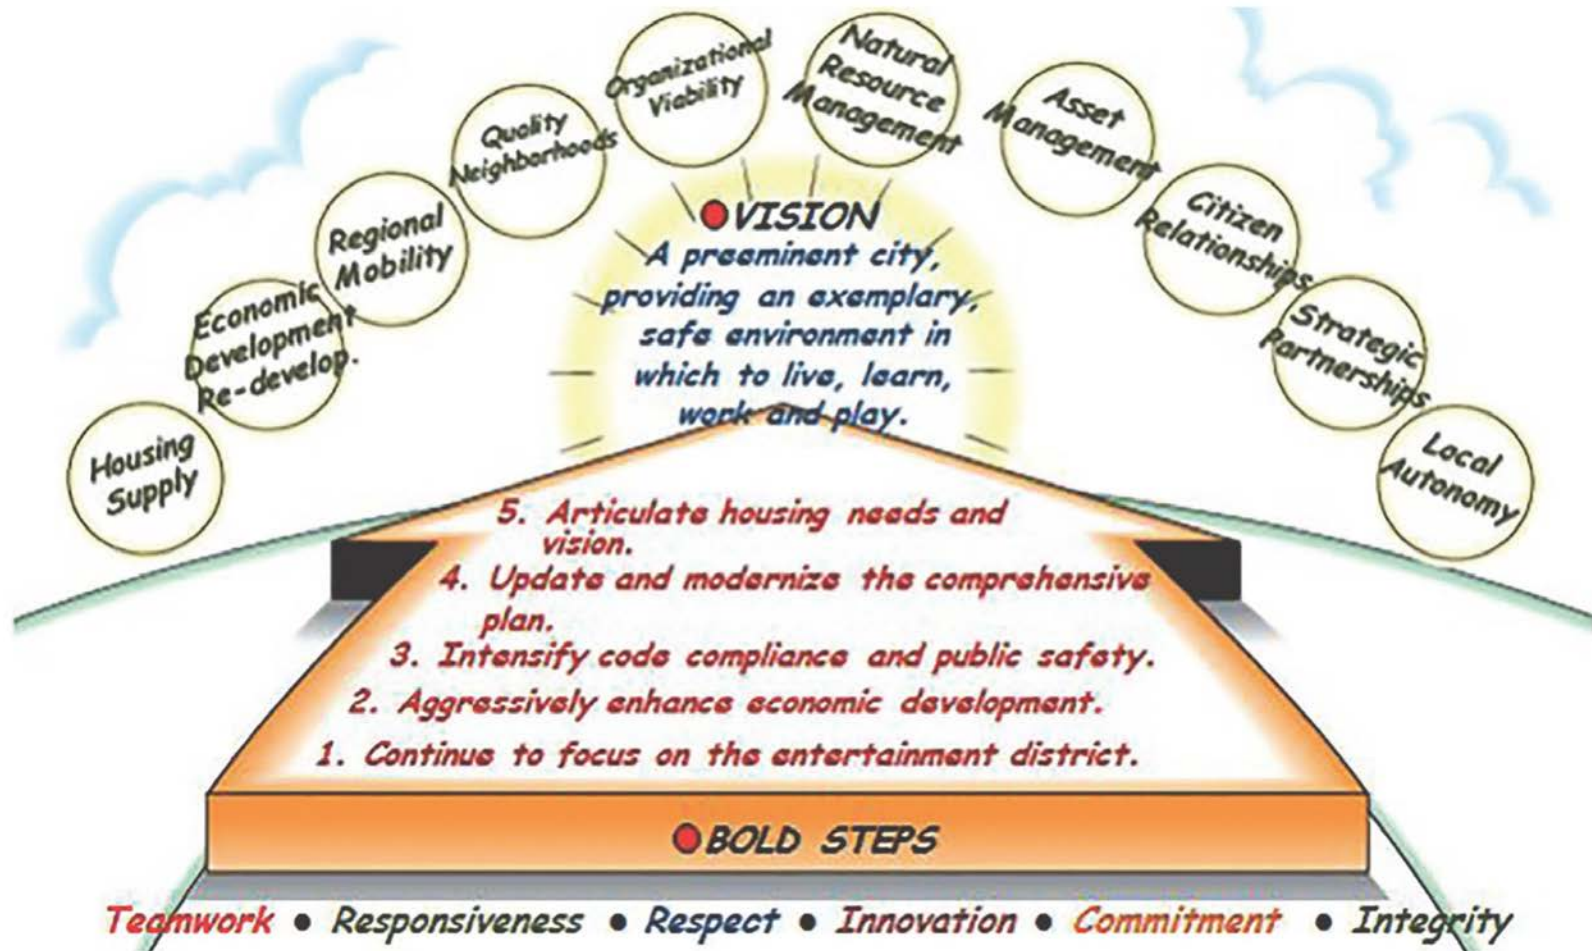 Housing
Supply
Economic
Development
Re-develop.
Regional
Mobility
Quality
Neighborhoods
Organizational
Viability
Natural
Resource
Management
Asset
Management
Citizen
Relationships
Strategic
Partnerships
Local
Autonomy
VISION
A preeminent city,
providing an exemplary,
safe environment in
which to live, learn,
work and play.
5. Articulate housing needs and
vision.
4. Update and modernize the comprehensive
plan.
3. Intensify code compliance and public safety.
2. Aggressively enhance economic development.
1. Continue to focus on the entertainment district.
BOLD STEPS
Teamwork • Responsiveness • Respect • Innovation • Commitment • Integrity